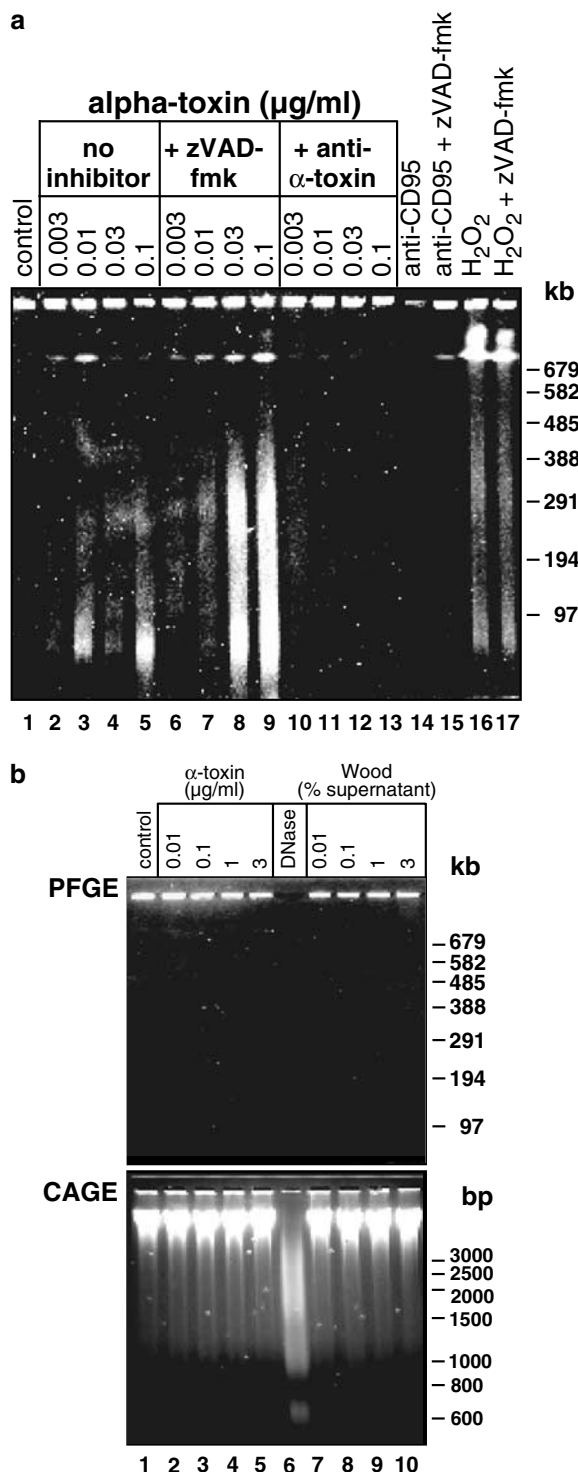 a
alpha-toxin (µg/ml)
no inhibitor
+ zVAD-fmk
+ anti-α-toxin
control
0.003
0.01
0.03
0.1
0.003
0.01
0.03
0.1
0.003
0.01
0.03
0.1
anti-CD95
anti-CD95 + zVAD-fmk
H2O2
H2O2 + zVAD-fmk
kb
679
582
485
388
291
194
97
1 2 3 4 5 6 7 8 9 10 11 12 13 14 15 16 17
b
α-toxin
(µg/ml)
Wood
(% supernatant)
control
0.01
0.1
1
3
DNase
0.01
0.1
1
3
kb
PFGE
679
582
485
388
291
194
97
CAGE
bp
3000
2500
2000
1500
1000
800
600
1 2 3 4 5 6 7 8 9 10